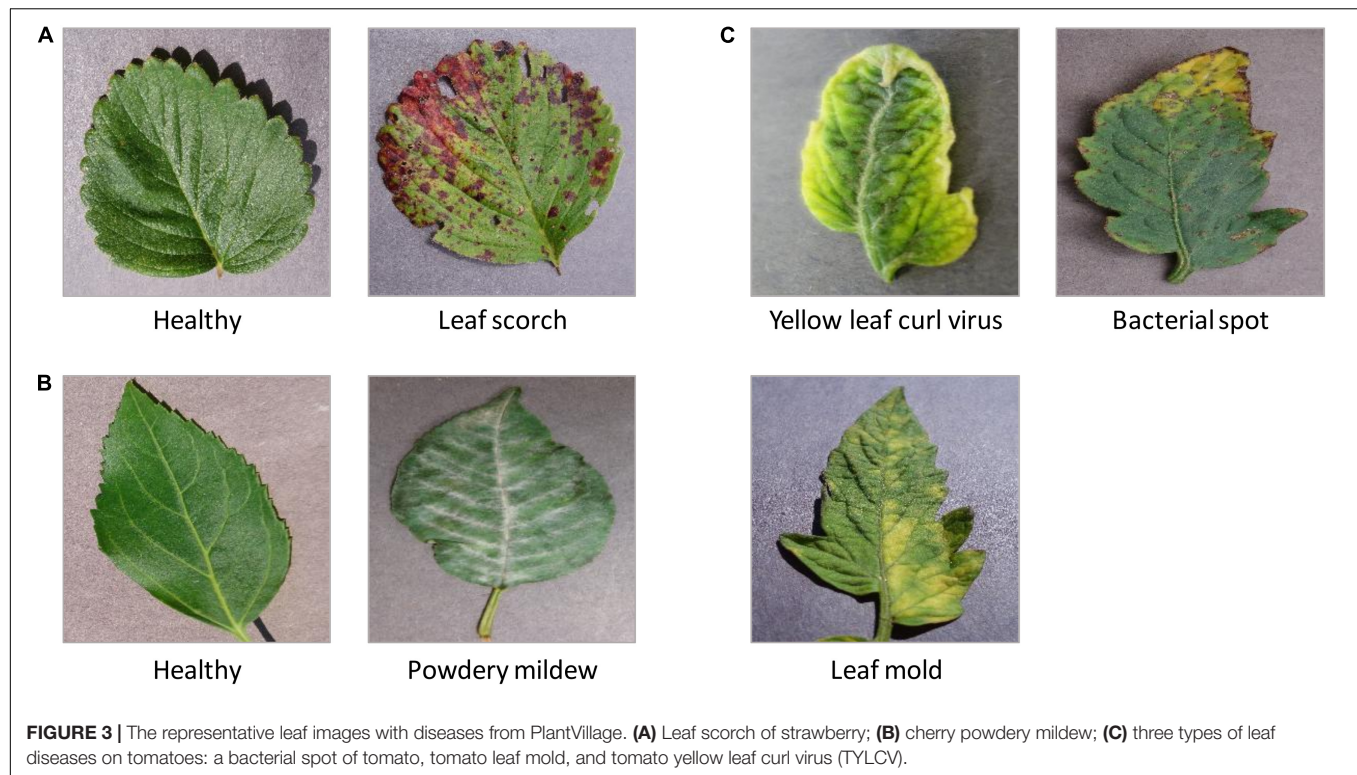 A
C
Healthy
Leaf scorch
Yellow leaf curl virus
Bacterial spot
B
Healthy
Powdery mildew
Leaf mold
FIGURE 3 | The representative leaf images with diseases from PlantVillage. (A) Leaf scorch of strawberry; (B) cherry powdery mildew; (C) three types of leaf
diseases on tomatoes: a bacterial spot of tomato, tomato leaf mold, and tomato yellow leaf curl virus (TYLCV).